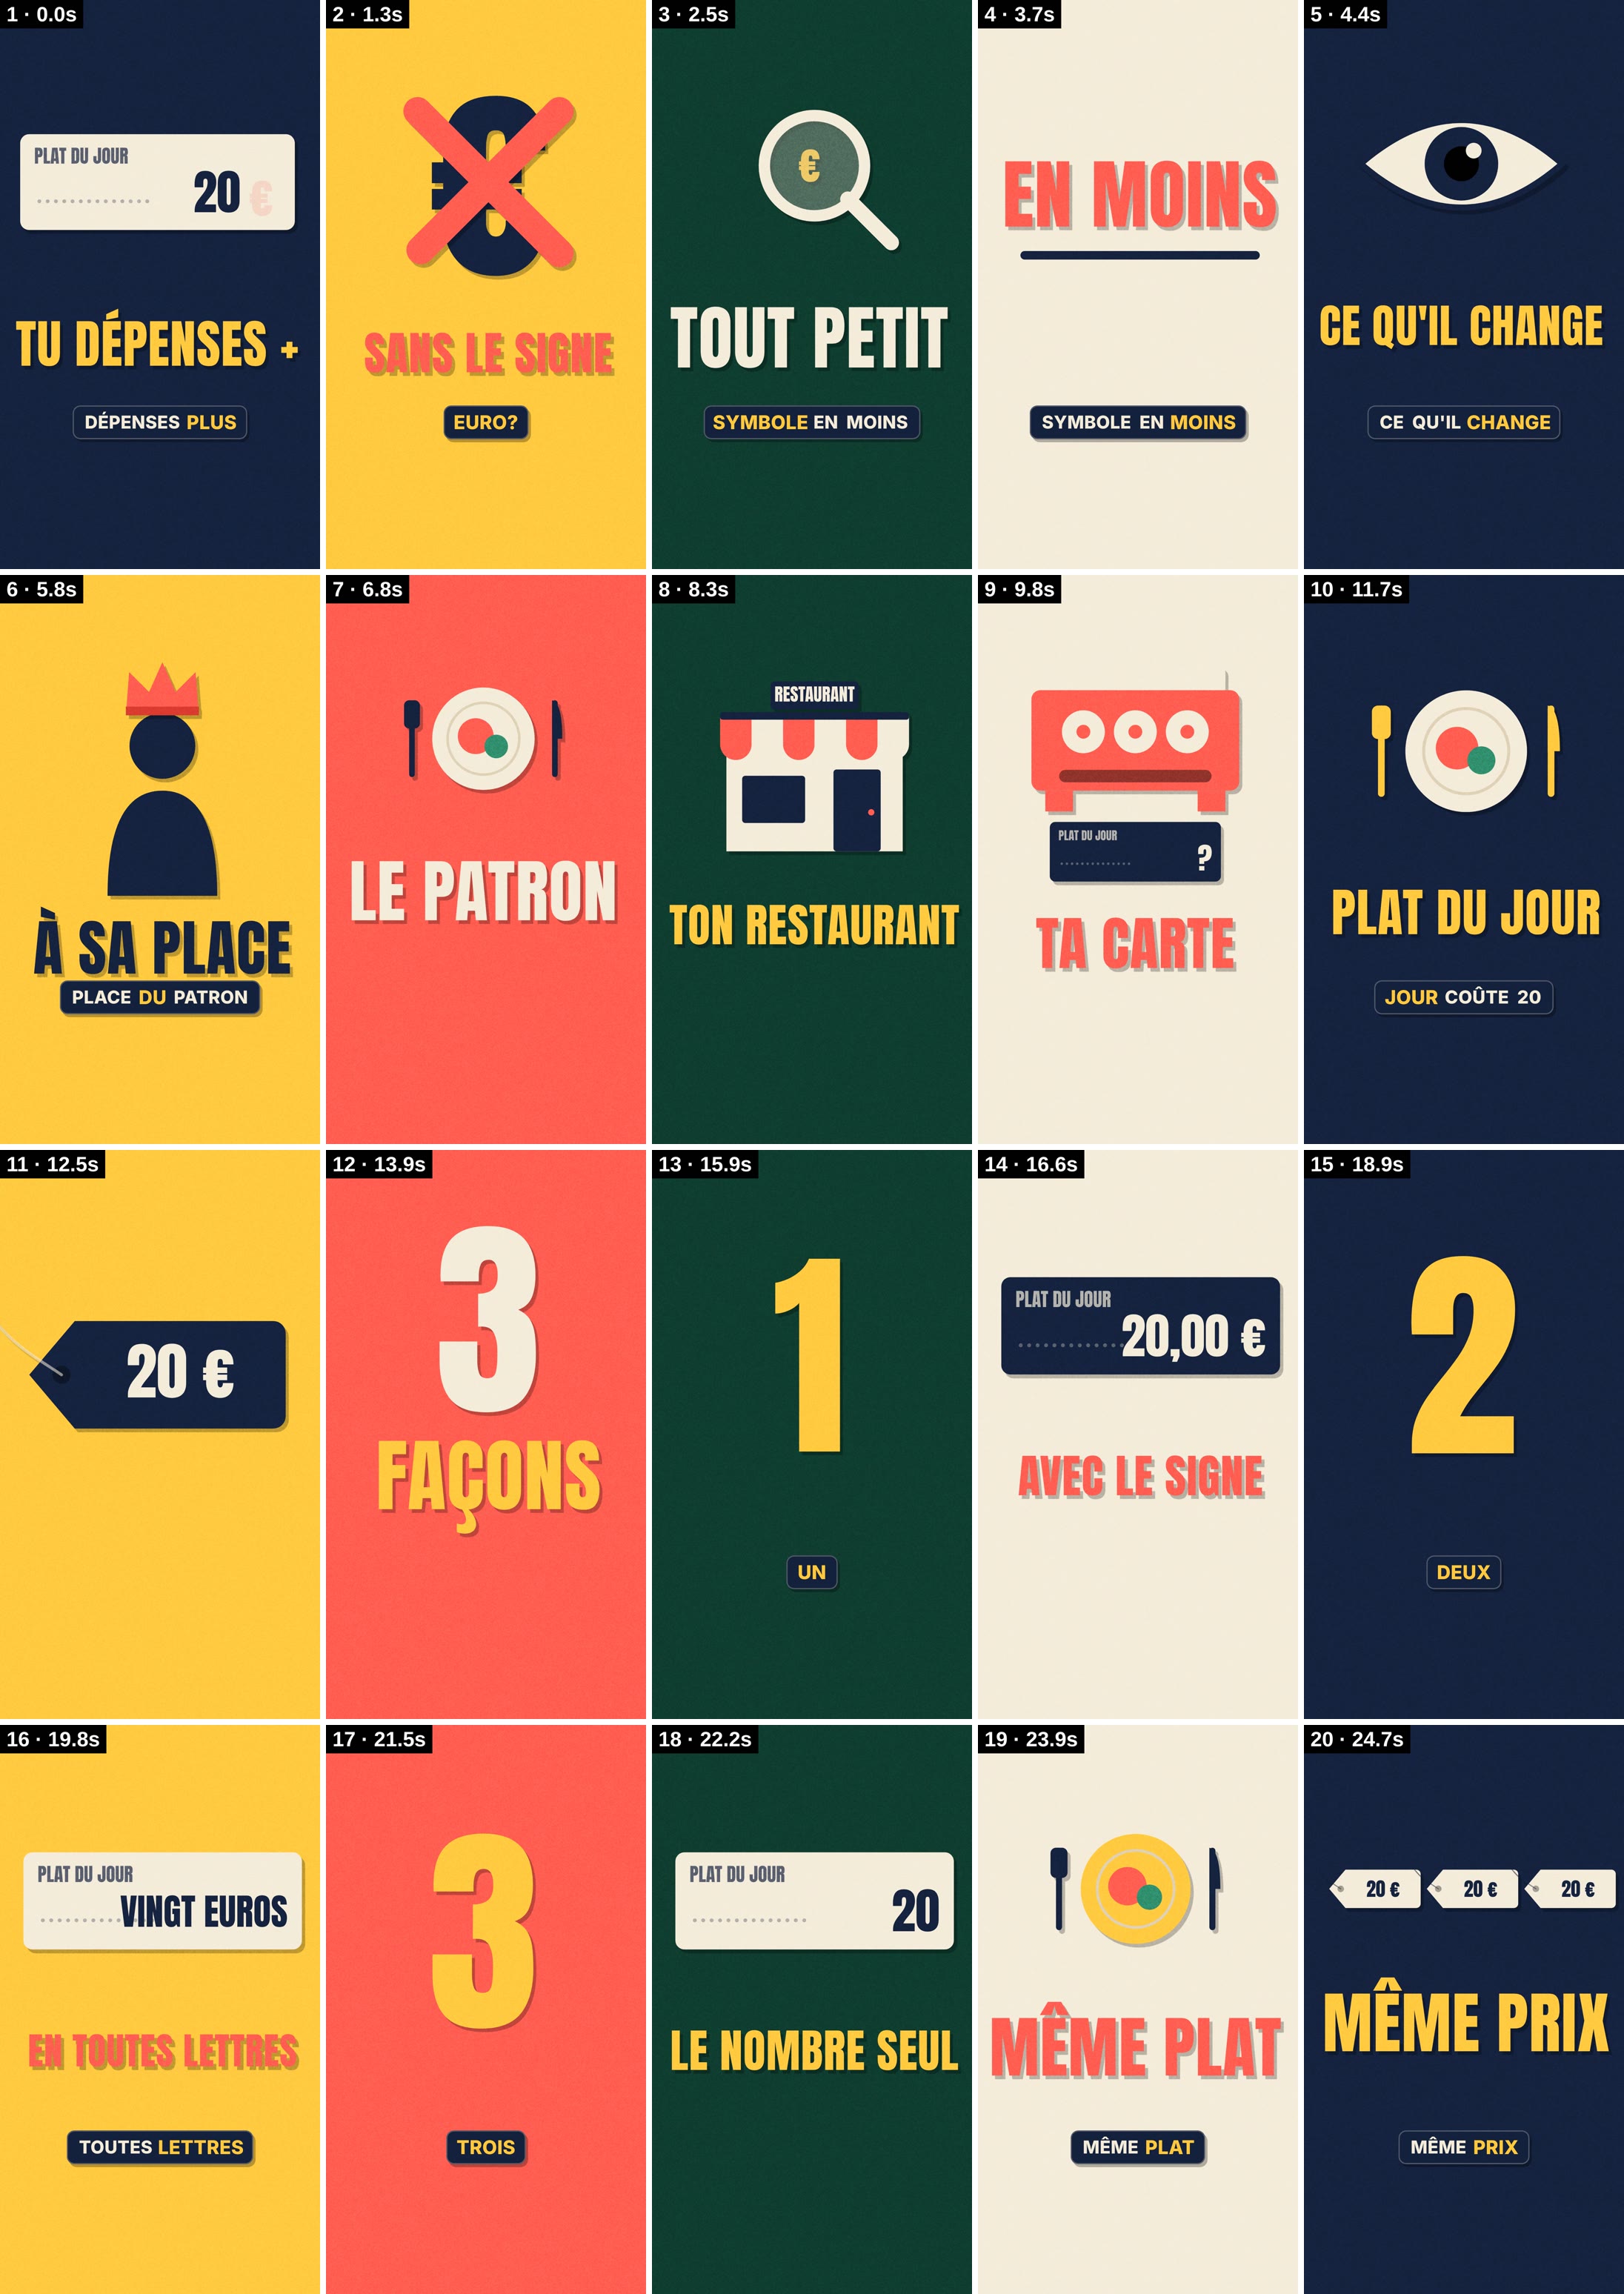 1 · 0.0s
PLAT DU JOUR
20 €
TU DÉPENSES +
DÉPENSES PLUS
2 · 1.3s
€
SANS LE SIGNE
EURO?
3 · 2.5s
€
TOUT PETIT
SYMBOLE EN MOINS
4 · 3.7s
EN MOINS
SYMBOLE EN MOINS
5 · 4.4s
CE QU'IL CHANGE
CE QU'IL CHANGE
6 · 5.8s
À SA PLACE
PLACE DU PATRON
7 · 6.8s
LE PATRON
8 · 8.3s
RESTAURANT
TON RESTAURANT
9 · 9.8s
PLAT DU JOUR
?
TA CARTE
10 · 11.7s
PLAT DU JOUR
JOUR COÛTE 20
11 · 12.5s
20 €
12 · 13.9s
3
FAÇONS
13 · 15.9s
1
UN
14 · 16.6s
PLAT DU JOUR
20,00 €
AVEC LE SIGNE
15 · 18.9s
2
DEUX
16 · 19.8s
PLAT DU JOUR
VINGT EUROS
EN TOUTES LETTRES
TOUTES LETTRES
17 · 21.5s
3
TROIS
18 · 22.2s
PLAT DU JOUR
20
LE NOMBRE SEUL
19 · 23.9s
MÊME PLAT
MÊME PLAT
20 · 24.7s
20 € 20 € 20 €
MÊME PRIX
MÊME PRIX